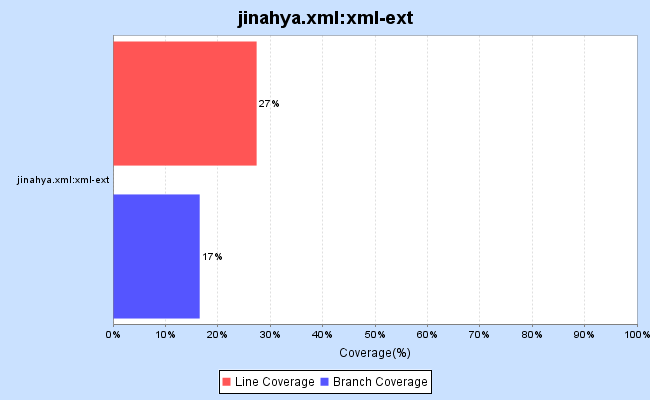 jinahya.xml:xml-ext
27%
jinahya.xml:xml-ext
17%
0% 10% 20% 30% 40% 50% 60% 70% 80% 90% 100%
Coverage(%)
Line Coverage Branch Coverage